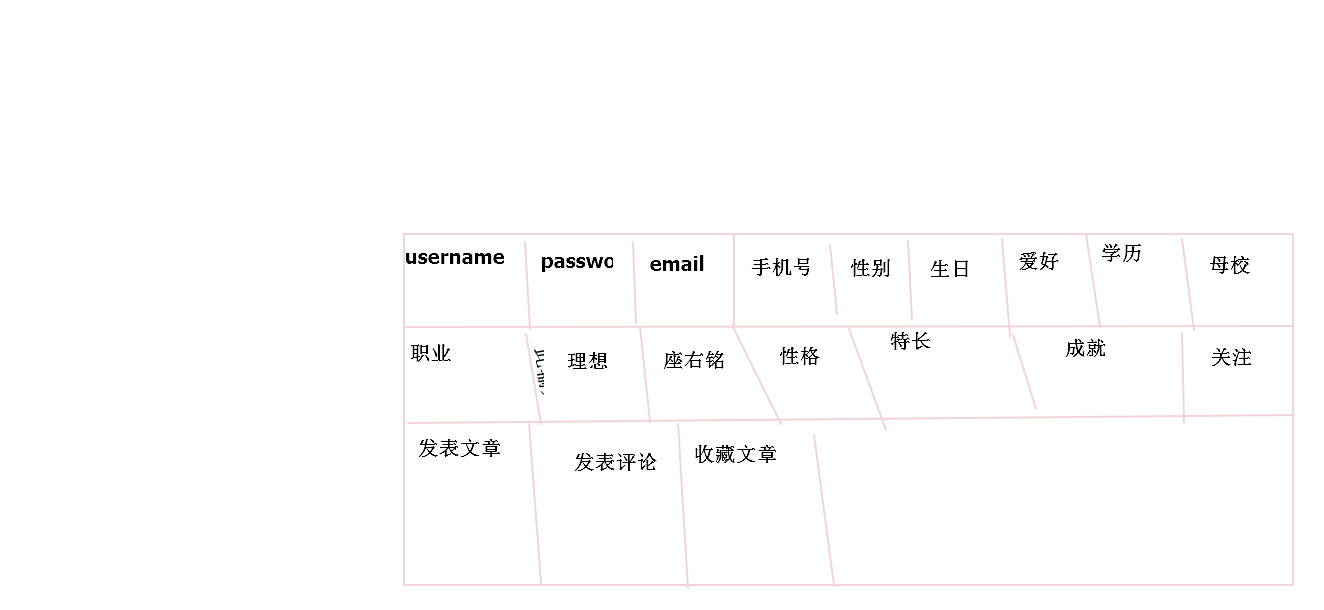 username passwo email 手机号 性别 生日 爱好 学历 母校
职业 理想 座右铭 性格 特长 成就 关注
发表文章 发表评论 收藏文章